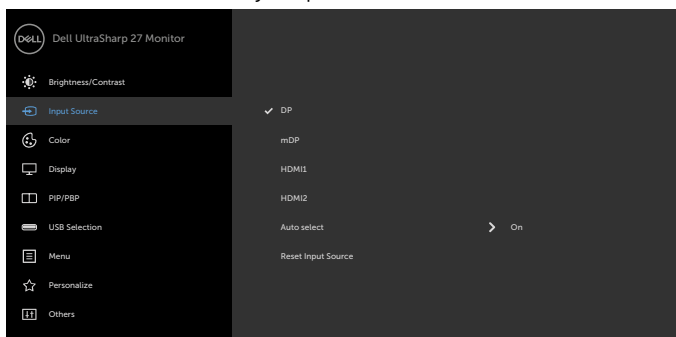 DELL Dell UltraSharp 27 Monitor
Brightness/Contrast
Input Source
Color
Display
PIP/PBP
USB Selection
Menu
Personalize
Others
DP
mDP
HDMI1
HDMI2
Auto select On
Reset Input Source